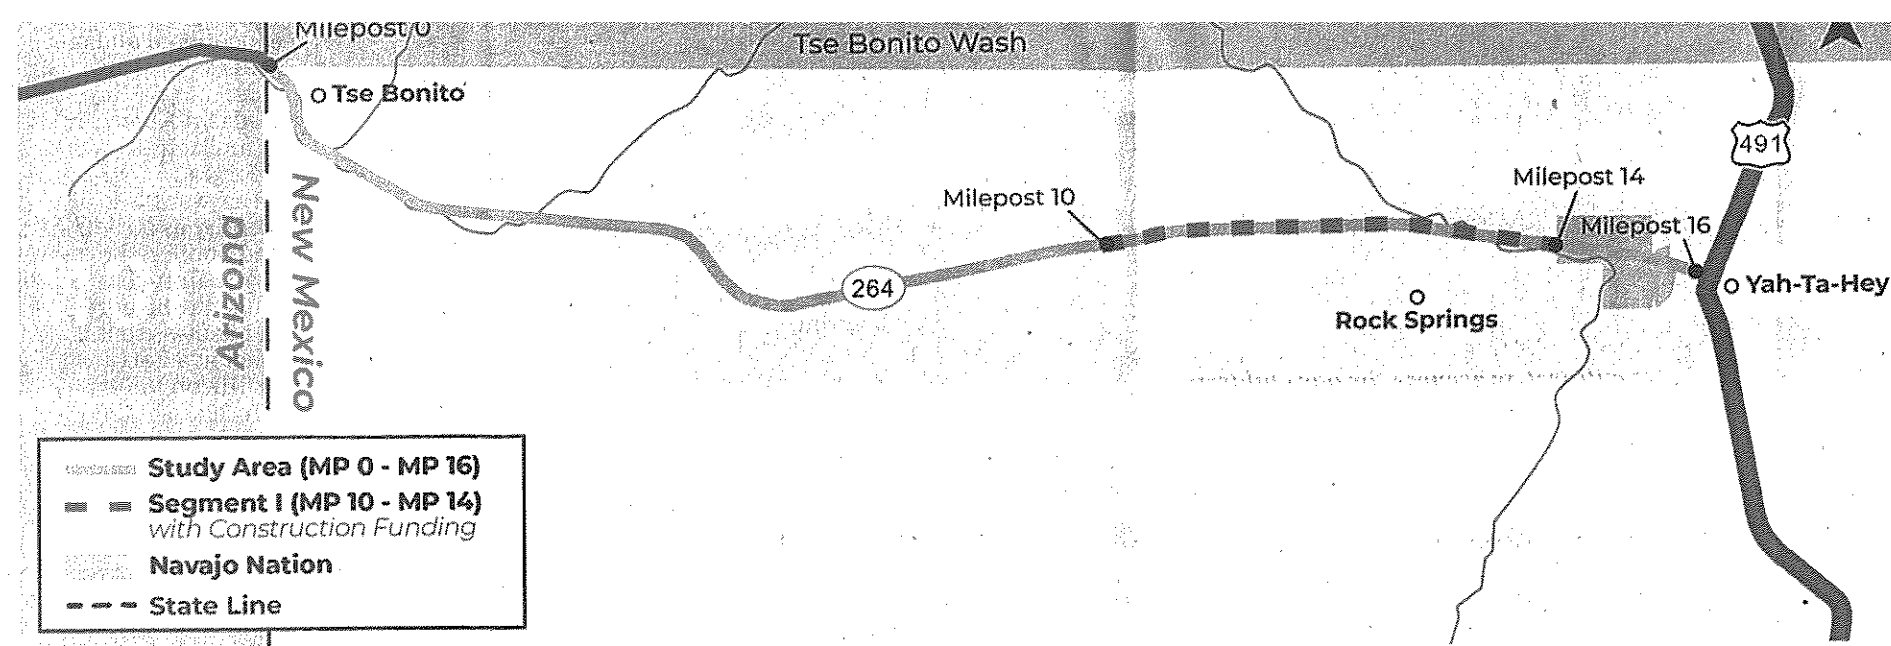 Milepost 0
Tse Bonito Wash
Tse Bonito
491
Milepost 14
Milepost 10
Milepost 16
New Mexico
Arizona
264
Yah-Ta-Hey
Rock Springs
Study Area (MP 0 - MP 16)
Segment I (MP 10 - MP 14)
with Construction Funding
Navajo Nation
State Line